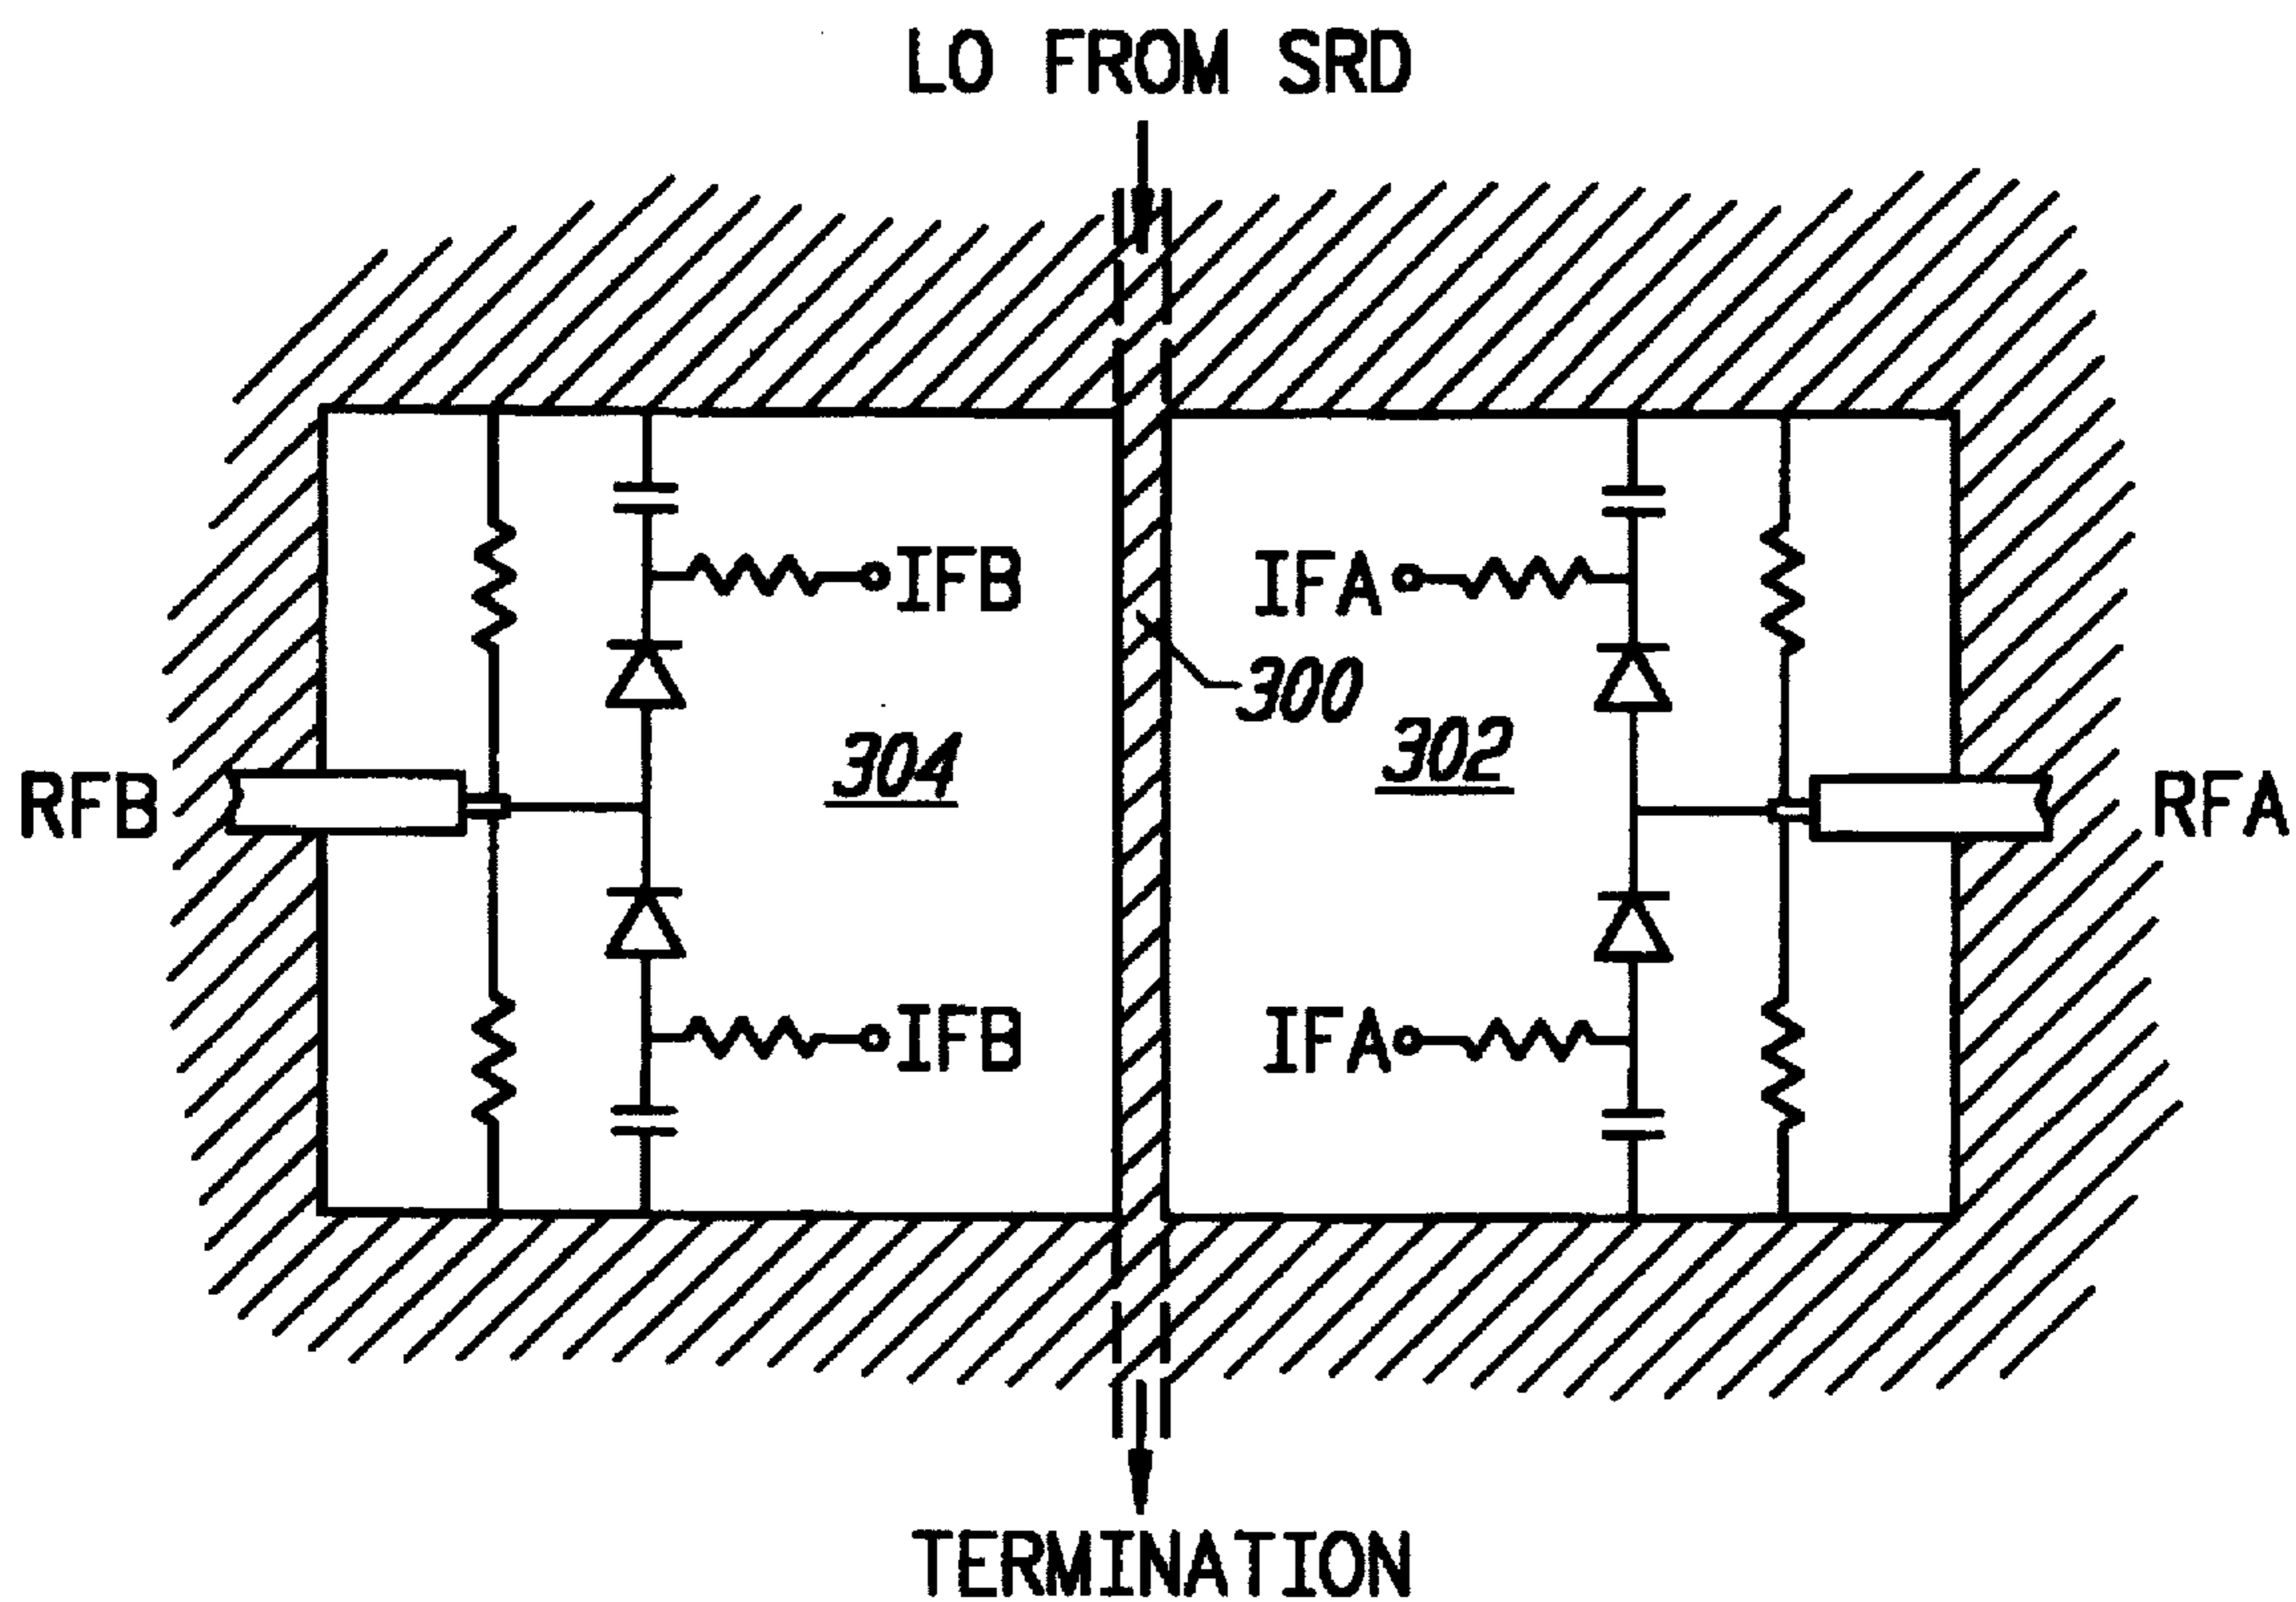 LO FROM SRD
IFB
IFA
300
304
302
RFB
RFA
IFB
IFA
TERMINATION